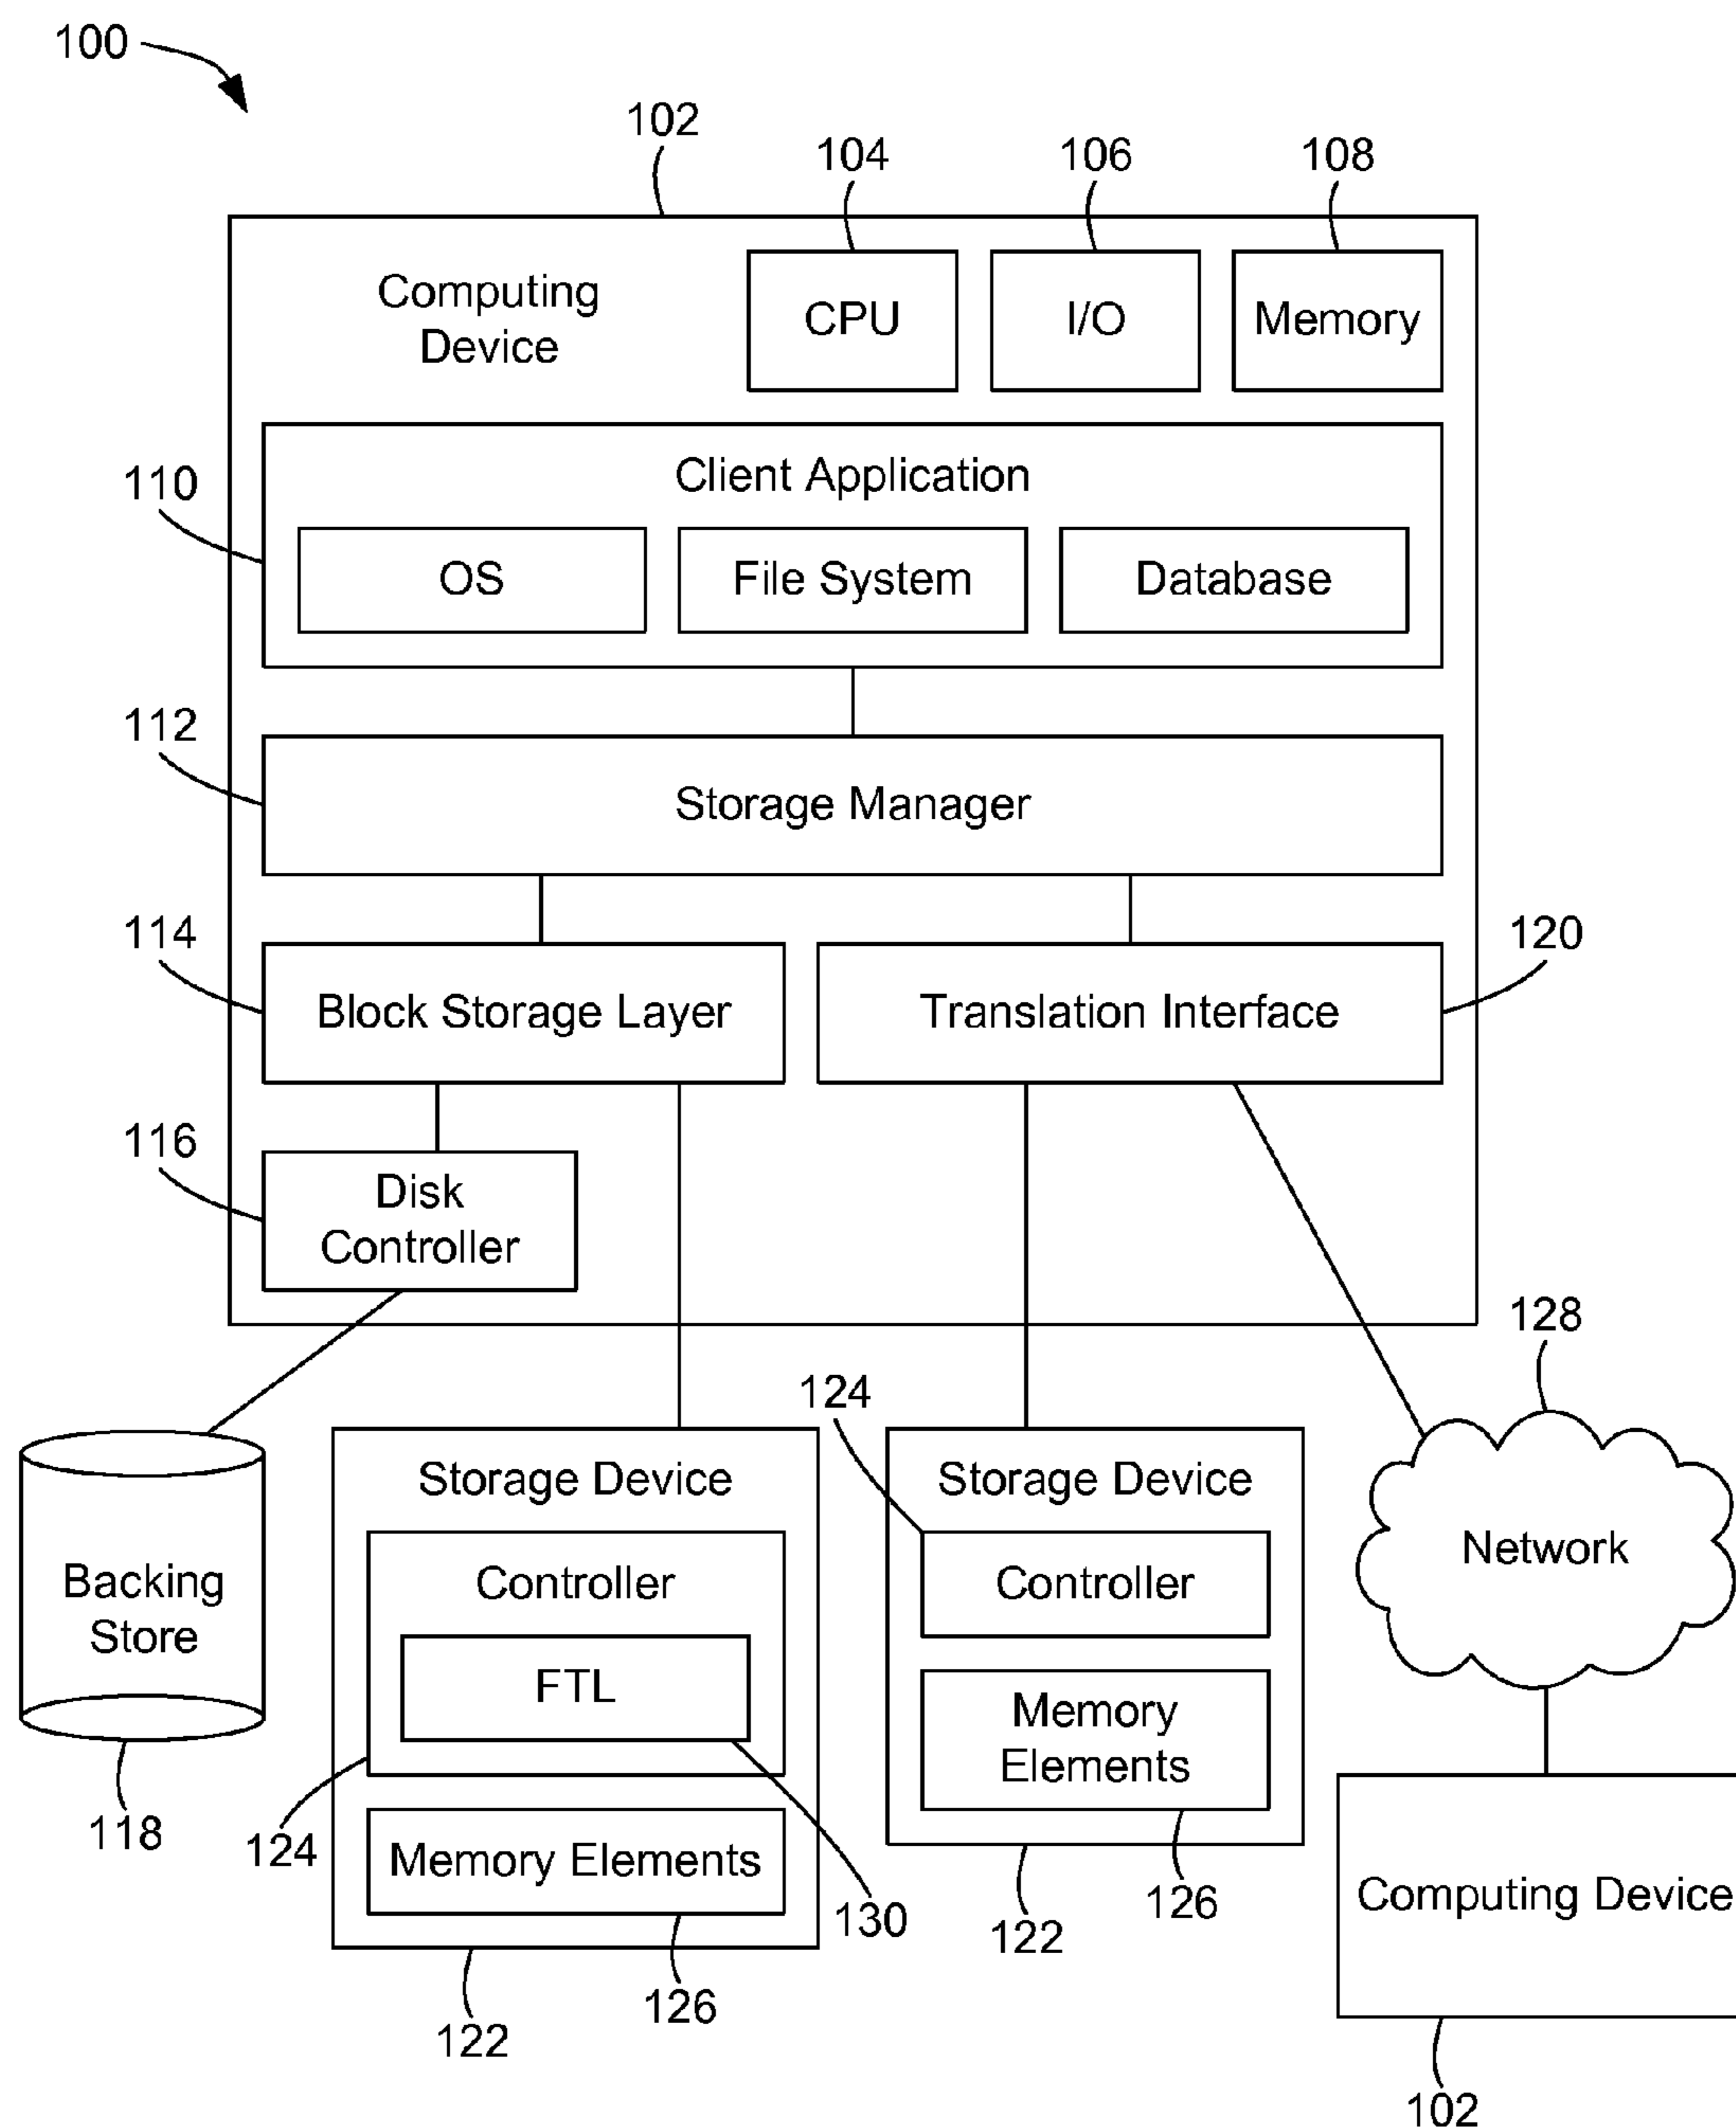 100
102
104
106
108
Computing
Device
CPU
I/O
Memory
110
Client Application
OS
File System
Database
112
Storage Manager
114
120
Block Storage Layer
Translation Interface
116
Disk
Controller
128
124
Storage Device
Storage Device
Network
Backing
Store
Controller
Controller
FTL
Memory
Elements
118
124
Memory Elements
130
126
Computing Device
122
126
122
102